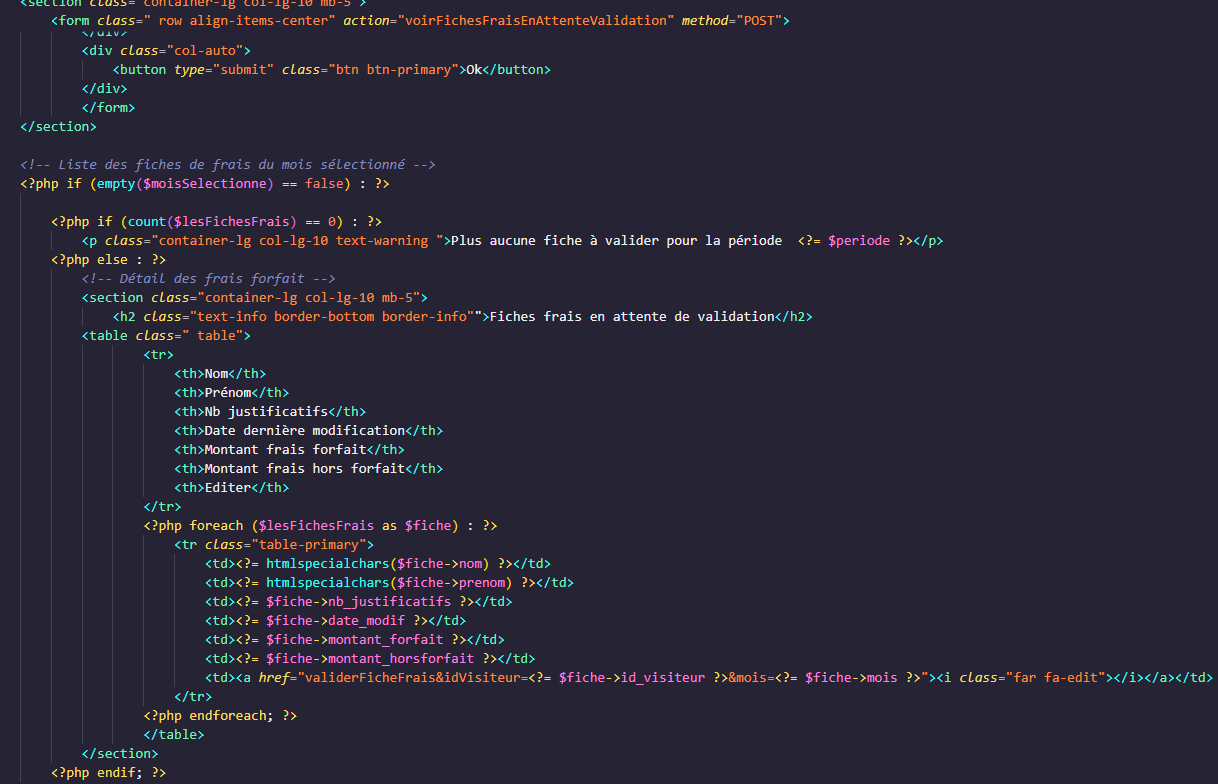 <section class="container-lg col-lg-10 mb-5">
<form class=" row align-items-center" action="voirFichesFraisEnAttenteValidation" method="POST">
</div>
<div class="col-auto">
<button type="submit" class="btn btn-primary">Ok</button>
</div>
</form>
</section>
<!-- Liste des fiches de frais du mois sélectionné -->
<?php if (empty($moisSelectionne) == false) : ?>
<?php if (count($lesFichesFrais) == 0) : ?>
<p class="container-lg col-lg-10 text-warning ">Plus aucune fiche à valider pour la période  <?= $periode ?></p>
<?php else : ?>
<!-- Détail des frais forfait -->
<section class="container-lg col-lg-10 mb-5">
<h2 class="text-info border-bottom border-info"">Fiches frais en attente de validation</h2>
<table class=" table">
<tr>
<th>Nom</th>
<th>Prénom</th>
<th>Nb justificatifs</th>
<th>Date dernière modification</th>
<th>Montant frais forfait</th>
<th>Montant frais hors forfait</th>
<th>Editer</th>
</tr>
<?php foreach ($lesFichesFrais as $fiche) : ?>
<tr class="table-primary">
<td><?= htmlspecialchars($fiche->nom) ?></td>
<td><?= htmlspecialchars($fiche->prenom) ?></td>
<td><?= $fiche->nb_justificatifs ?></td>
<td><?= $fiche->date_modif ?></td>
<td><?= $fiche->montant_forfait ?></td>
<td><?= $fiche->montant_horsforfait ?></td>
<td><a href="validerFicheFrais&idVisiteur=<?= $fiche->id_visiteur ?>&mois=<?= $fiche->mois ?>"><i class="far fa-edit"></i></a></td>
</tr>
<?php endforeach; ?>
</table>
</section>
<?php endif; ?>